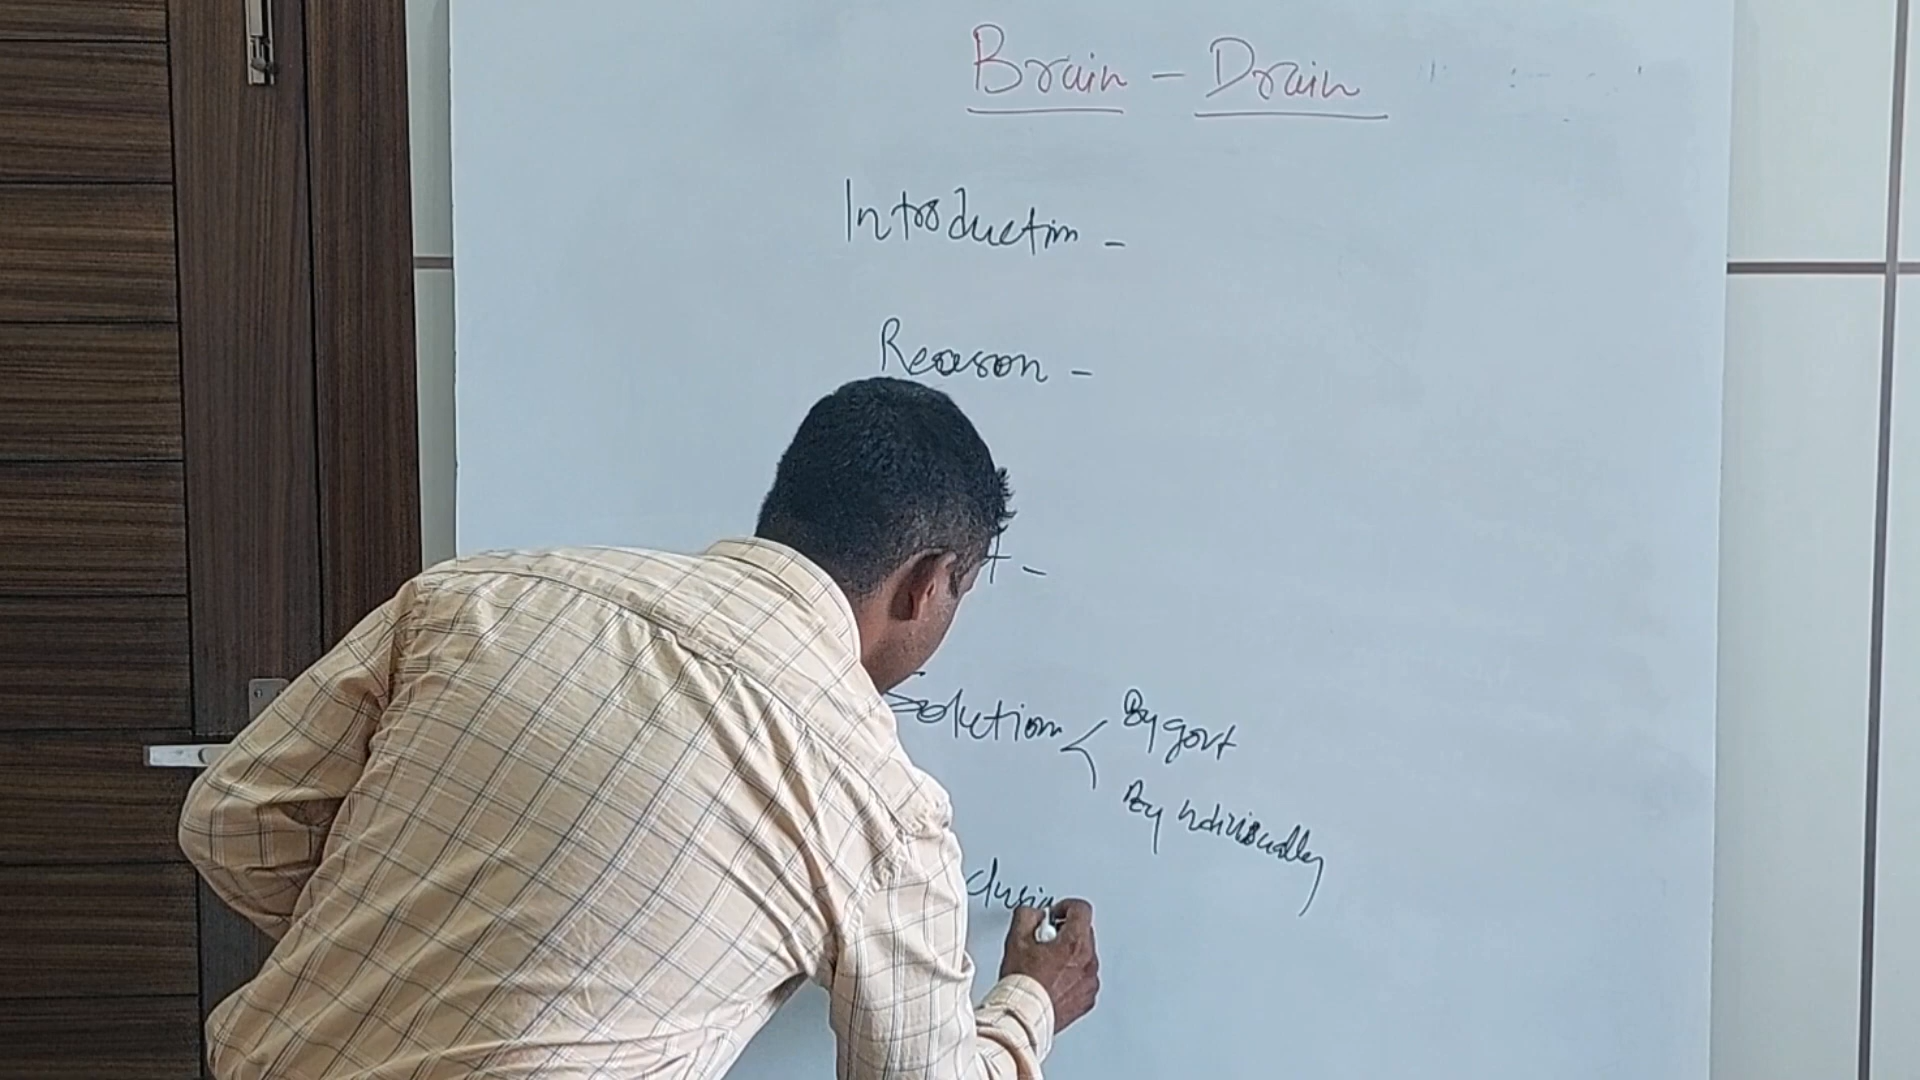 Brain - Drain
Introduction -
Reason -
t -
Solution
By govt
By individually
clusion